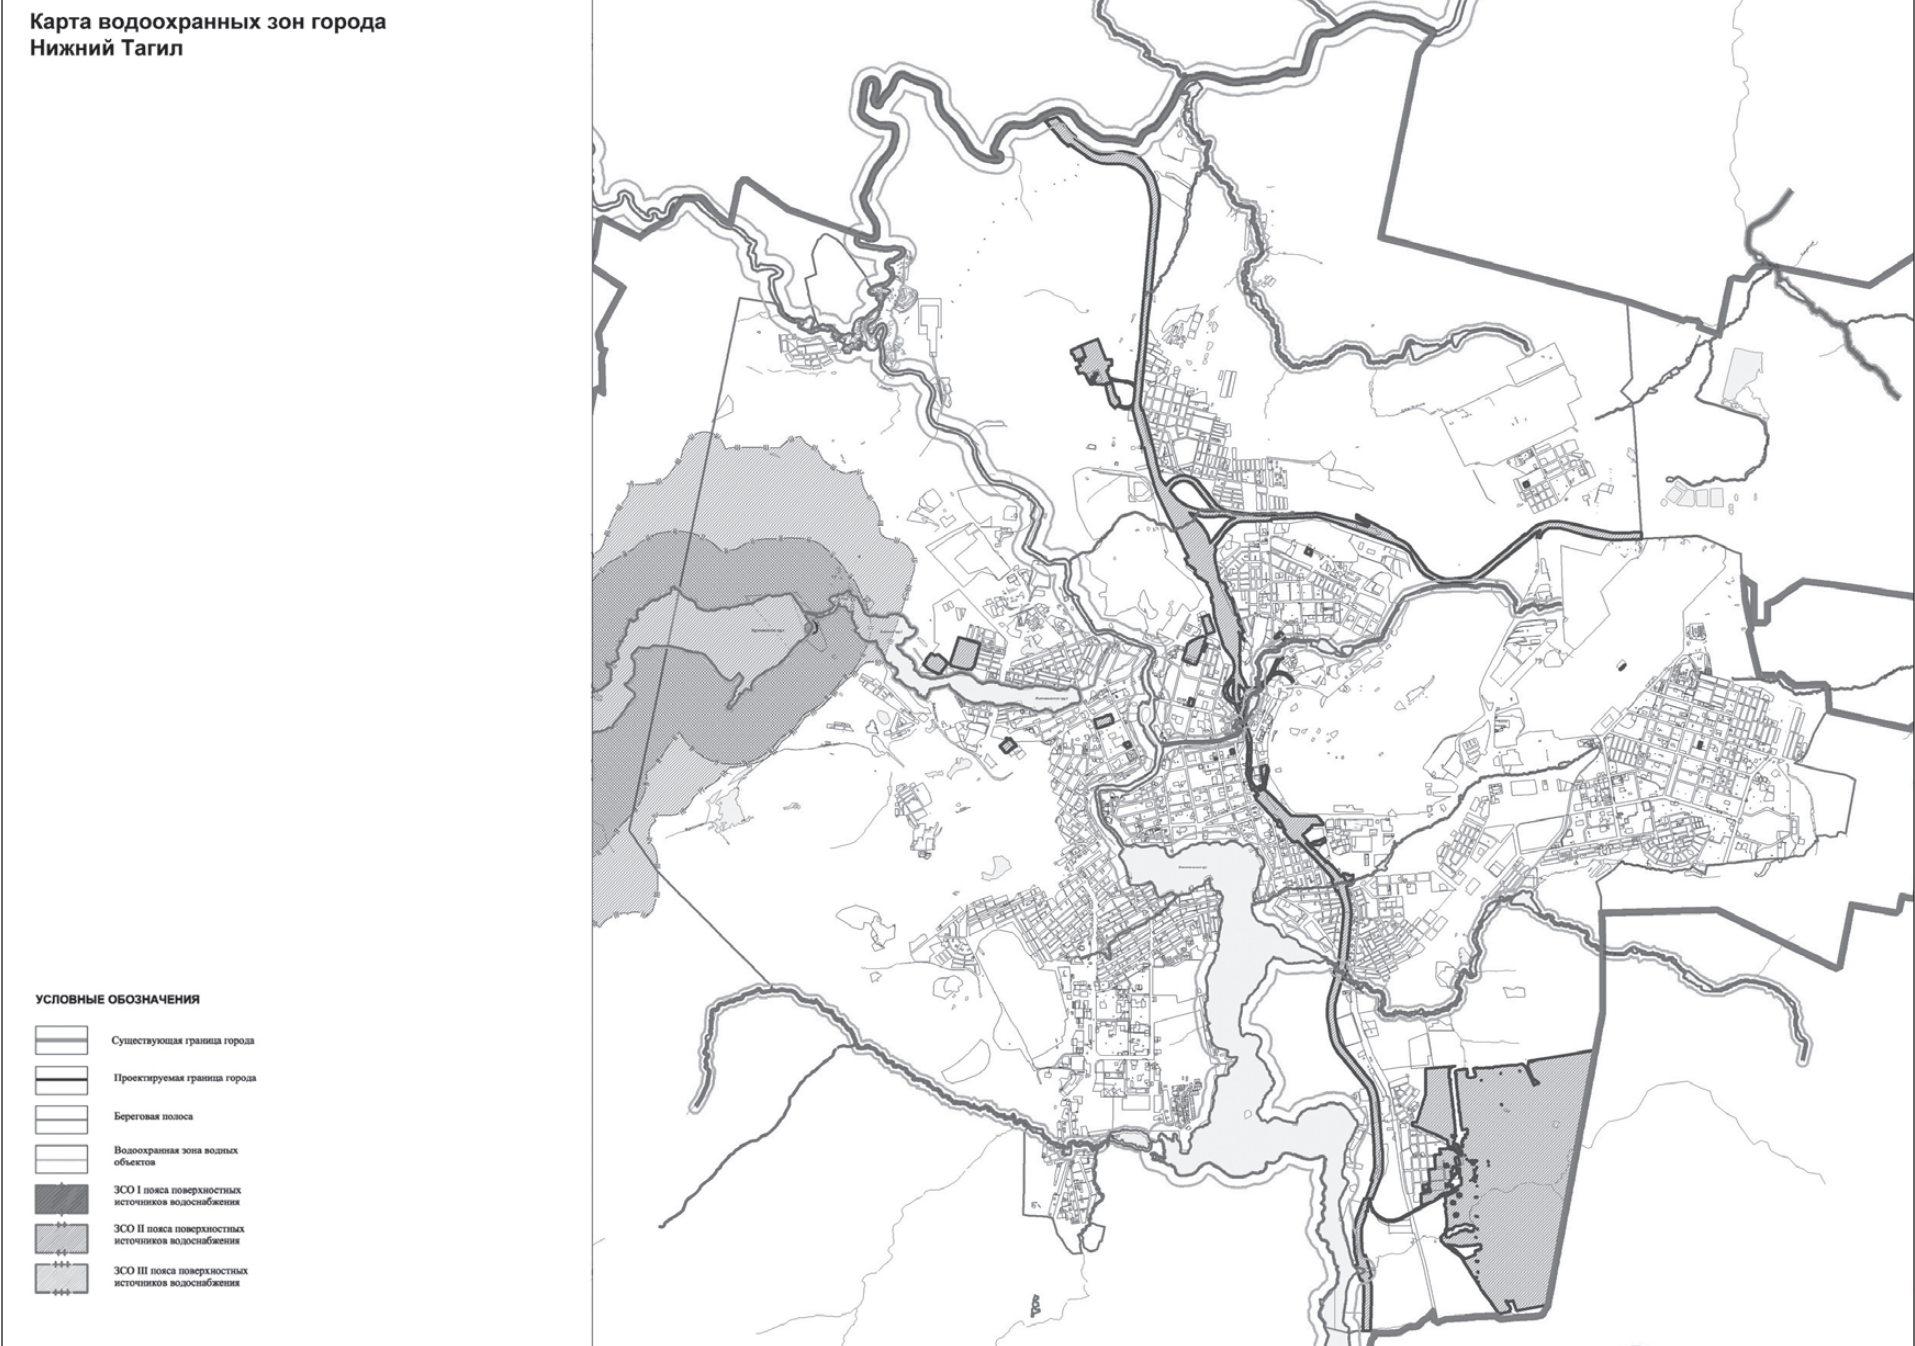 Карта водоохранных зон города
Нижний Тагил
УСЛОВНЫЕ ОБОЗНАЧЕНИЯ
Существующая граница города
Проектируемая граница города
Береговая полоса
Водоохранная зона водных
объектов
ЗСО I пояса поверхностных
источников водоснабжения
ЗСО II пояса поверхностных
источников водоснабжения
ЗСО III пояса поверхностных
источников водоснабжения